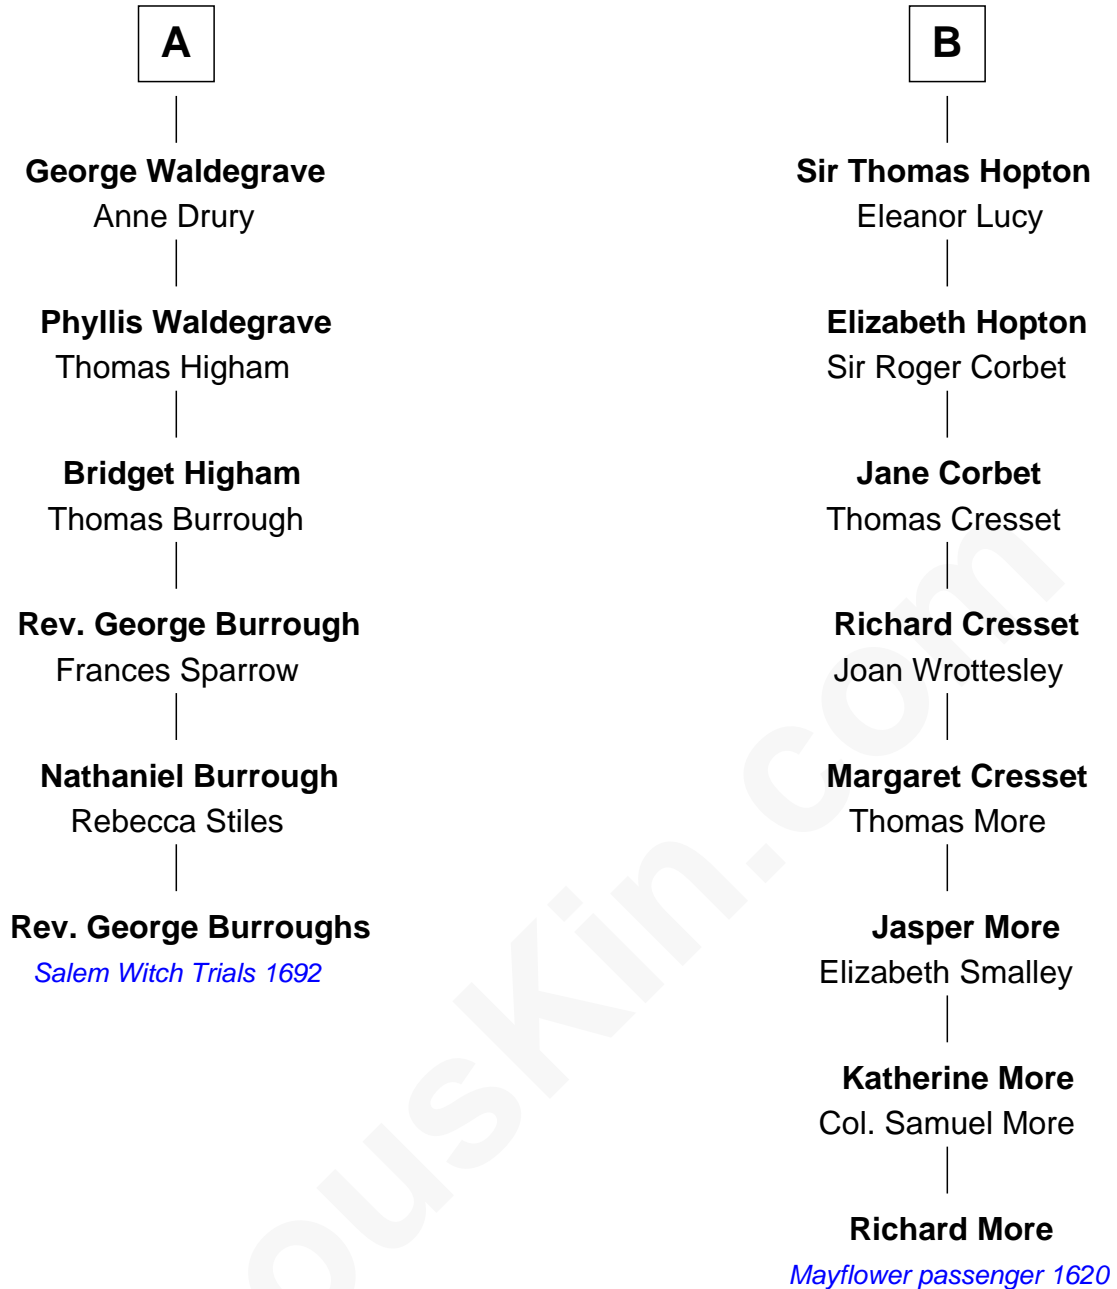 A
George Waldegrave
Anne Drury
Phyllis Waldegrave
Thomas Higham
Bridget Higham
Thomas Burrough
Rev. George Burrough
Frances Sparrow
Nathaniel Burrough
Rebecca Stiles
Rev. George Burroughs
Salem Witch Trials 1692
B
Sir Thomas Hopton
Eleanor Lucy
Elizabeth Hopton
Sir Roger Corbet
Jane Corbet
Thomas Cresset
Richard Cresset
Joan Wrottesley
Margaret Cresset
Thomas More
Jasper More
Elizabeth Smalley
Katherine More
Col. Samuel More
Richard More
Mayflower passenger 1620
ousKin.com